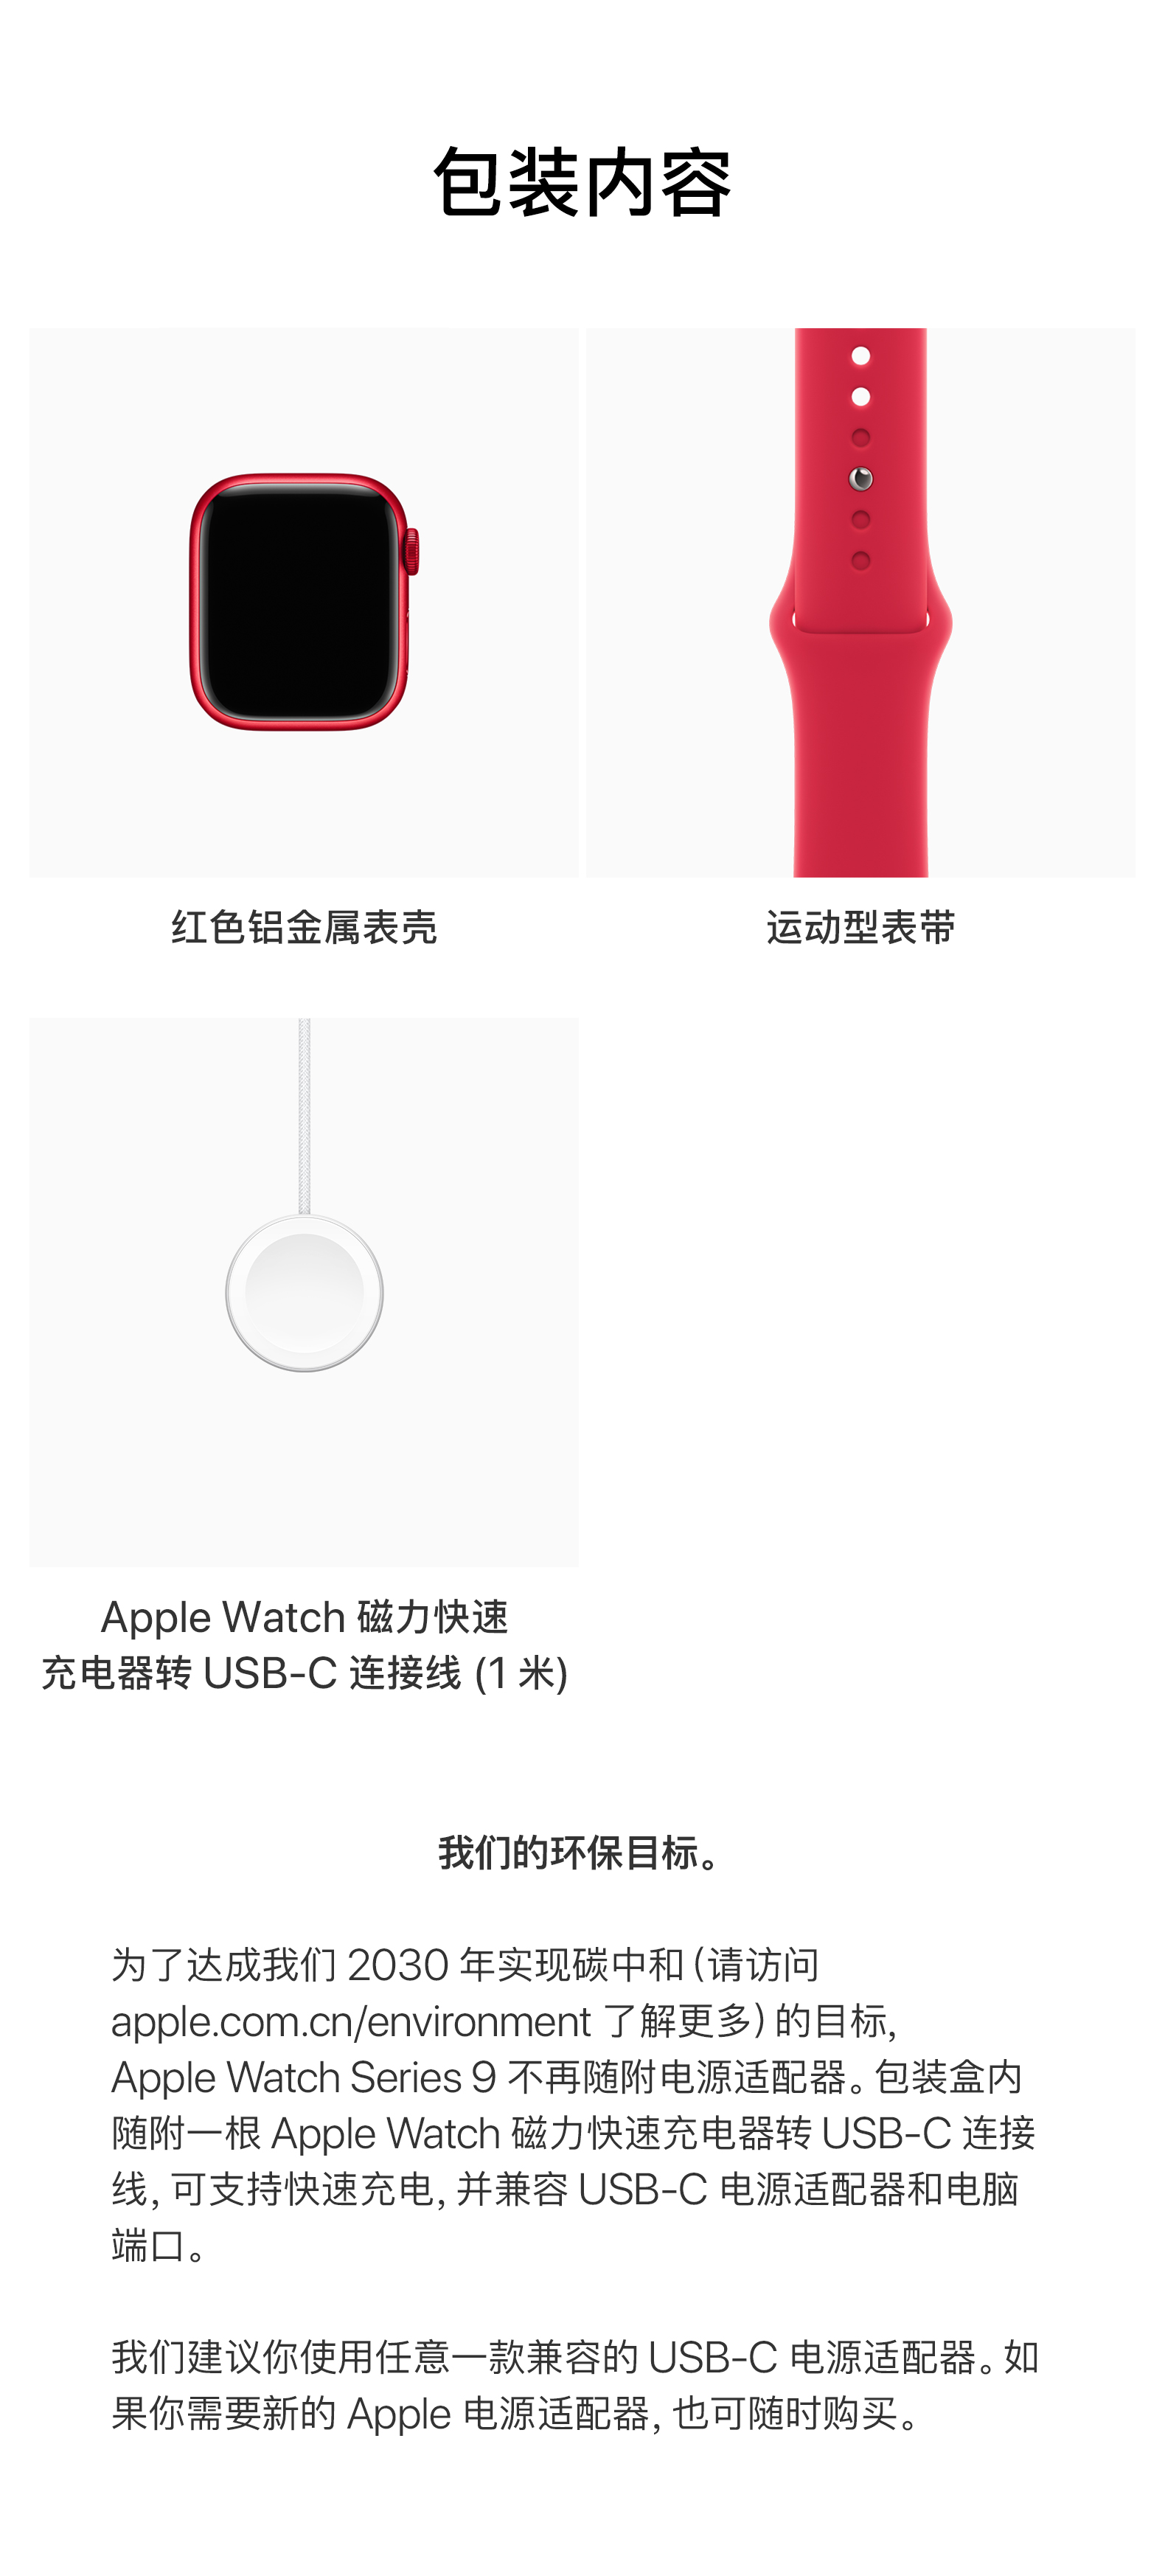 包装内容
红色铝金属表壳
运动型表带
Apple Watch 磁力快速
充电器转 USB-C 连接线 (1 米)
我们的环保目标。
为了达成我们 2030 年实现碳中和 (请访问
apple.com.cn/environment 了解更多) 的目标,
Apple Watch Series 9 不再随附电源适配器。包装盒内
随附一根 Apple Watch 磁力快速充电器转 USB-C 连接
线, 可支持快速充电, 并兼容 USB-C 电源适配器和电脑
端口。
我们建议你使用任意一款兼容的 USB-C 电源适配器。如
果你需要新的 Apple 电源适配器, 也可随时购买。